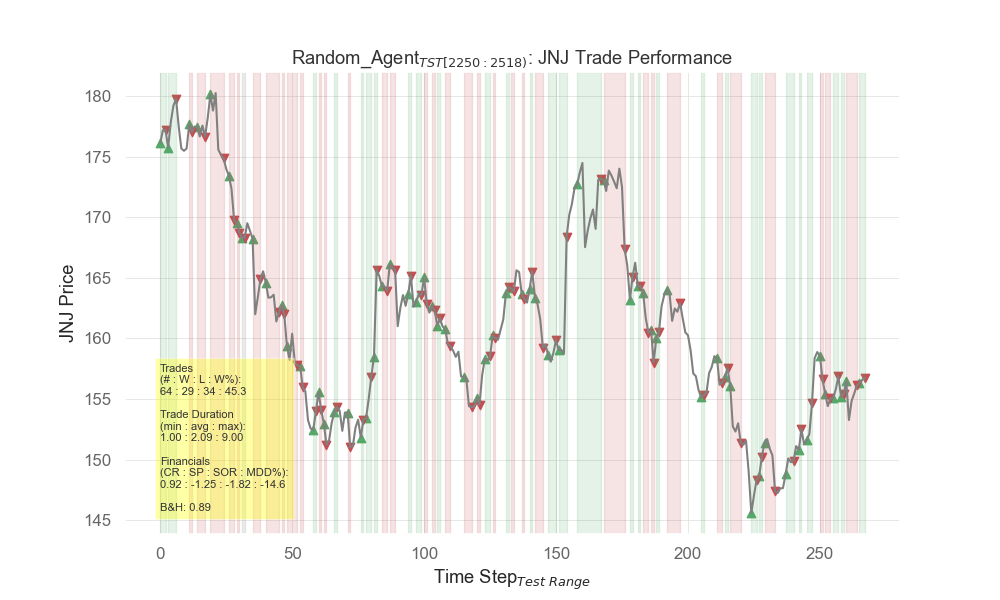 Random_Agent TST[2250 : 2518): JNJ Trade Performance
JNJ Price
180
175
170
165
160
155
150
145
Trades
(# : W : L : W%):
64 : 29 : 34 : 45.3
Trade Duration
(min : avg : max):
1.00 : 2.09 : 9.00
Financials
(CR : SP : SOR : MDD%):
0.92 : -1.25 : -1.82 : -14.6
B&H: 0.89
0 50 100 150 200 250
Time Step Test Range